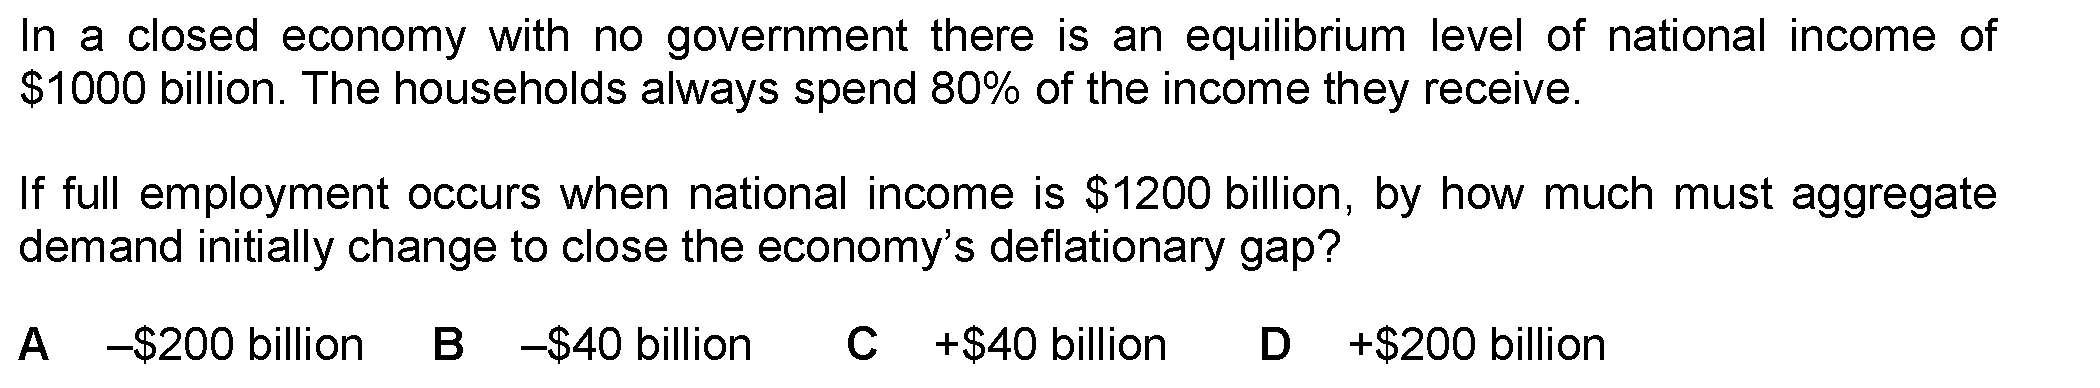 In a closed economy with no government there is an equilibrium level of national income of
$1000 billion. The households always spend 80% of the income they receive.
If full employment occurs when national income is $1200 billion, by how much must aggregate
demand initially change to close the economy’s deflationary gap?
A –$200 billion B –$40 billion C +$40 billion D +$200 billion